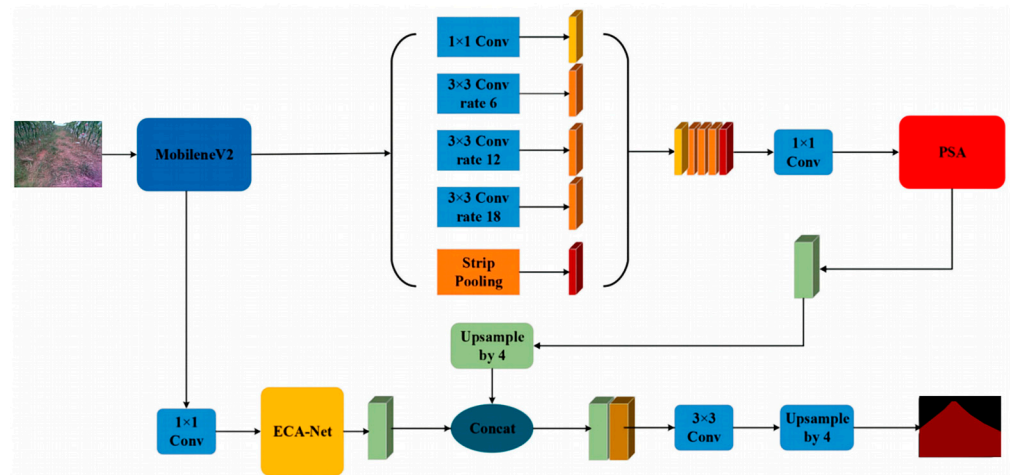 1×1 Conv
3×3 Conv
rate 6
3×3 Conv
rate 12
3×3 Conv
rate 18
Strip
Pooling
MobileneV2
1×1
Conv
PSA
Upsample
by 4
1×1
Conv
ECA-Net
Concat
3×3
Conv
Upsample
by 4